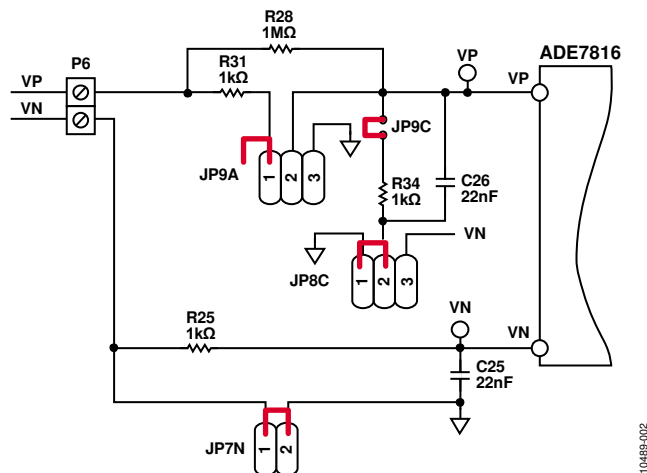 R28
1MΩ
P6
R31
1kΩ
VP
ADE7816
VP
VP
VN
JP9C
JP9A
1
2
3
R34
1kΩ
C26
22nF
VN
JP8C
1
2
3
R25
1kΩ
VN
VN
C25
22nF
JP7N
1
2
10489-002